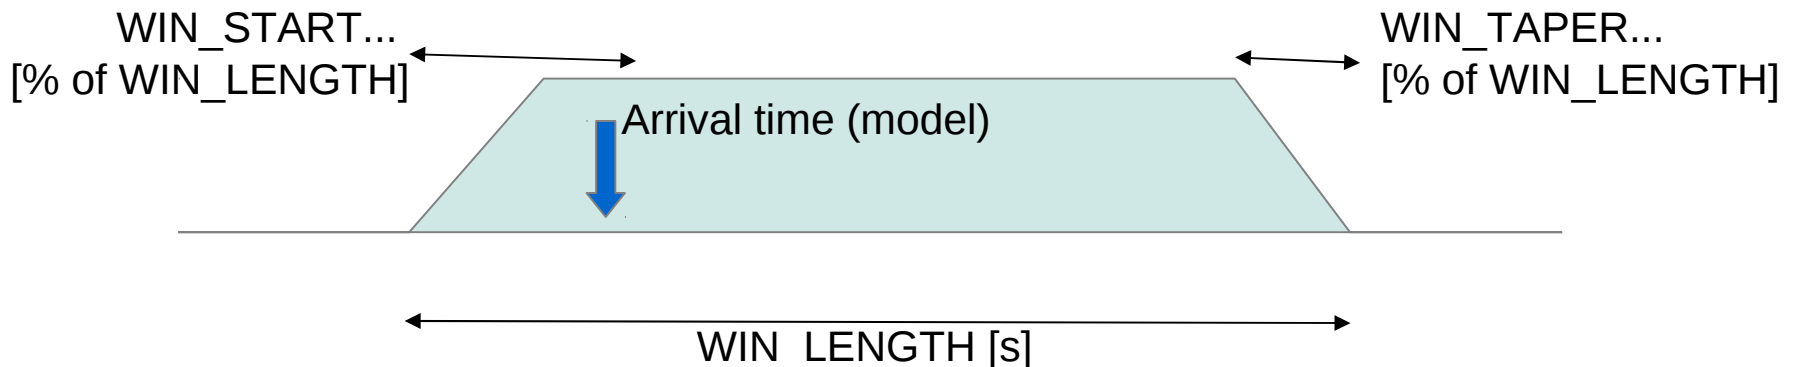 WIN_START...
[% of WIN_LENGTH]
WIN_TAPER...
[% of WIN_LENGTH]
Arrival time (model)
WIN_LENGTH [s]